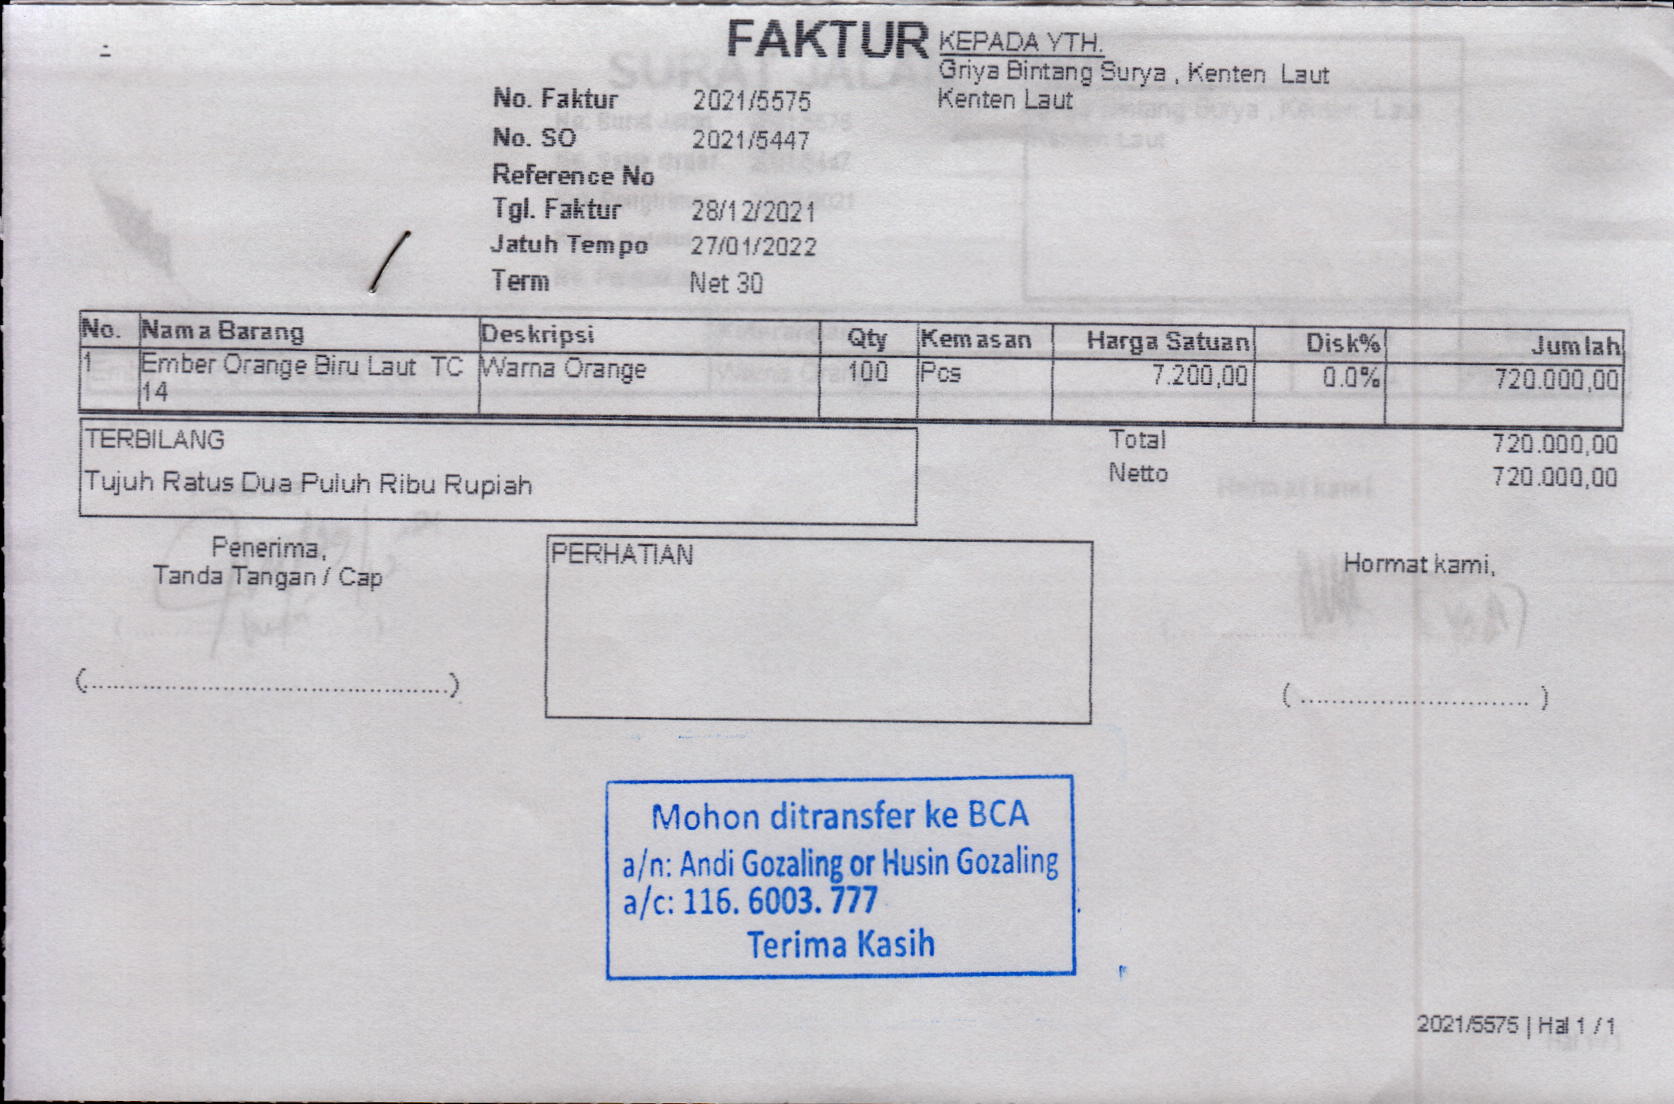 FAKTUR
KEPADA YTH.
Griya Bintang Surya , Kenten Laut
Kenten Laut
No. Faktur 2021/5575
No. SO 2021/5447
Reference No
Tgl. Faktur 28/12/2021
Jatuh Tempo 27/01/2022
Term Net 30
No. Nama Barang Deskripsi Qty Kemasan Harga Satuan Disk% Jumlah
1 Ember Orange Biru Laut TC Warna Orange 100 Pcs 7.200,00 0.0% 720.000,00
14
TERBILANG
Tujuh Ratus Dua Puluh Ribu Rupiah
Total 720.000,00
Netto 720.000,00
Penerima,
Tanda Tangan / Cap
(................................................)
PERHATIAN
Hormat kami,
( ............................ )
Mohon ditransfer ke BCA
a/n: Andi Gozaling or Husin Gozaling
a/c: 116. 6003. 777
Terima Kasih
2021/5575 | Hal 1 / 1